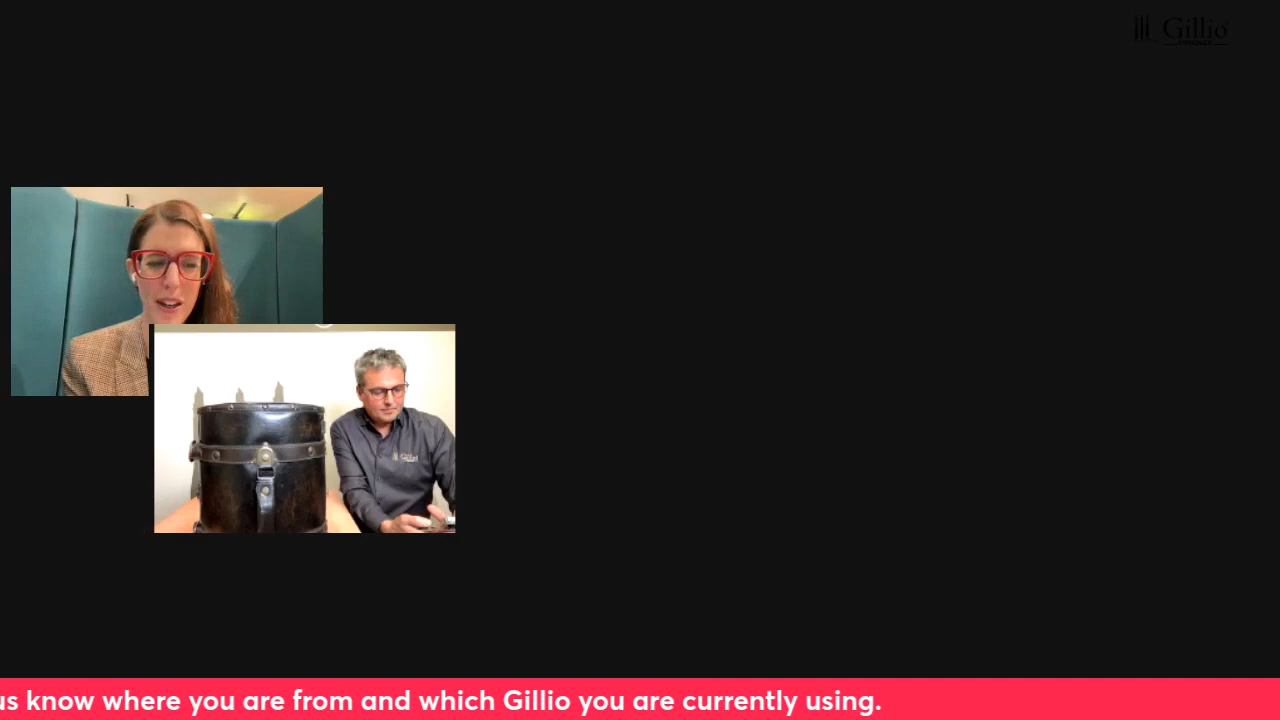 Gillio
us know where you are from and which Gillio you are currently using.